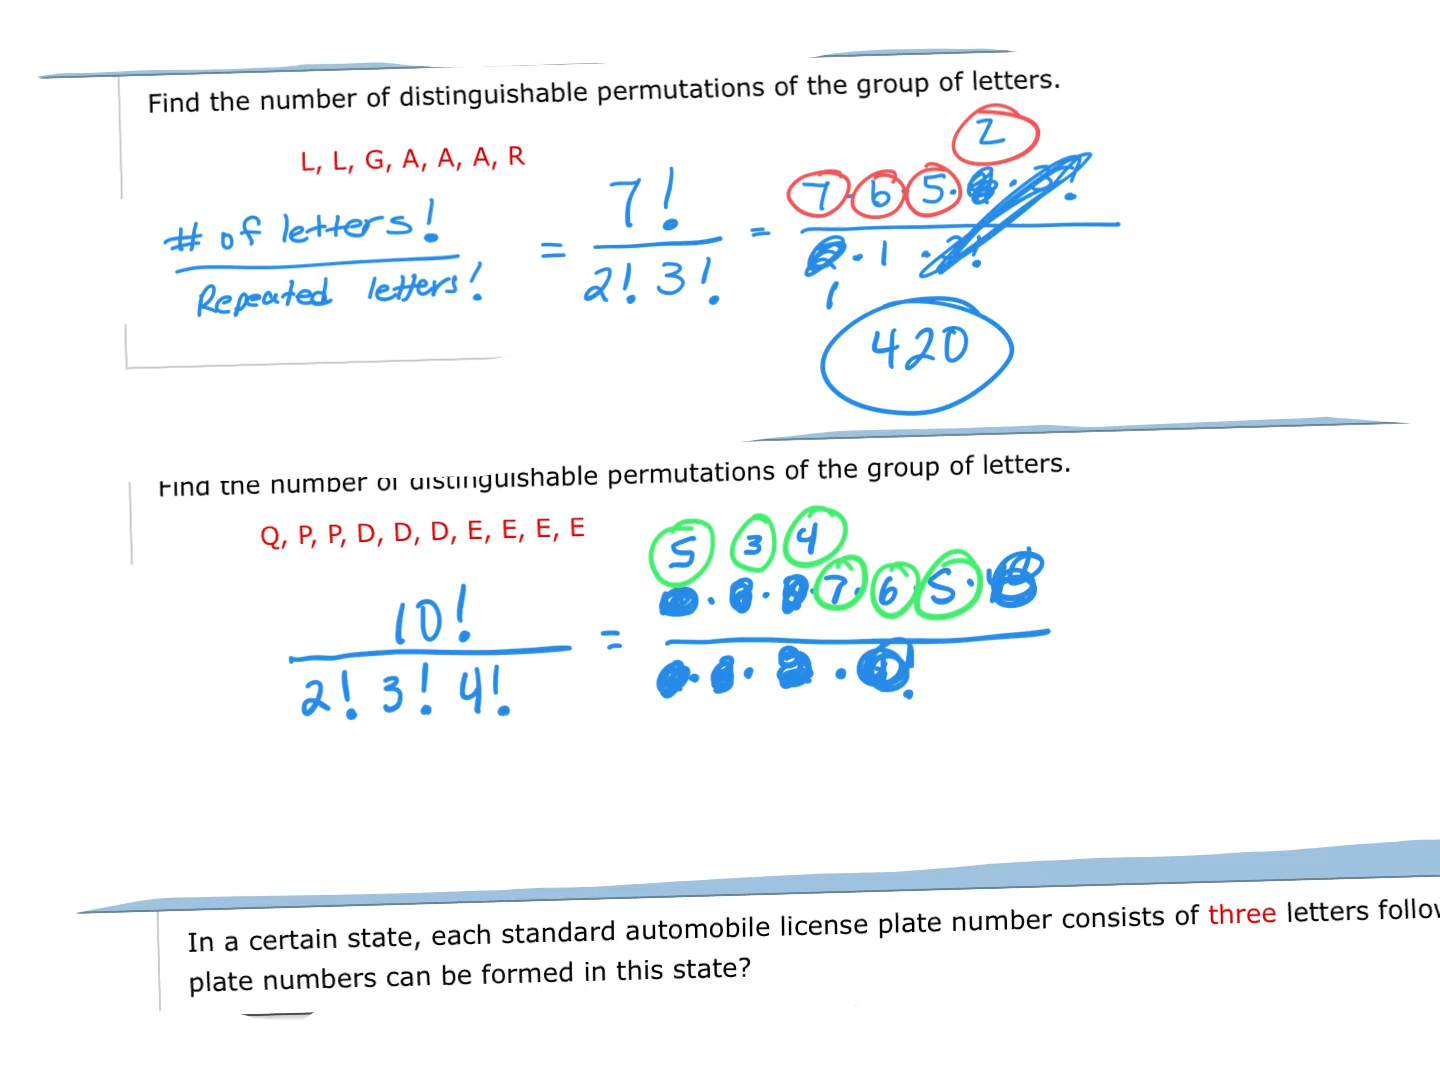 Find the number of distinguishable permutations of the group of letters.
L, L, G, A, A, A, R
# of letters!
Repeated letters!
= 7!
2! 3!
= 7 · 6 · 5 · 2
· 1 ·
1
420
Find the number of distinguishable permutations of the group of letters.
Q, P, P, D, D, D, E, E, E, E
10!
2! 3! 4!
=
5 3 4
7 · 6 · 5 ·
In a certain state, each standard automobile license plate number consists of three letters
plate numbers can be formed in this state?